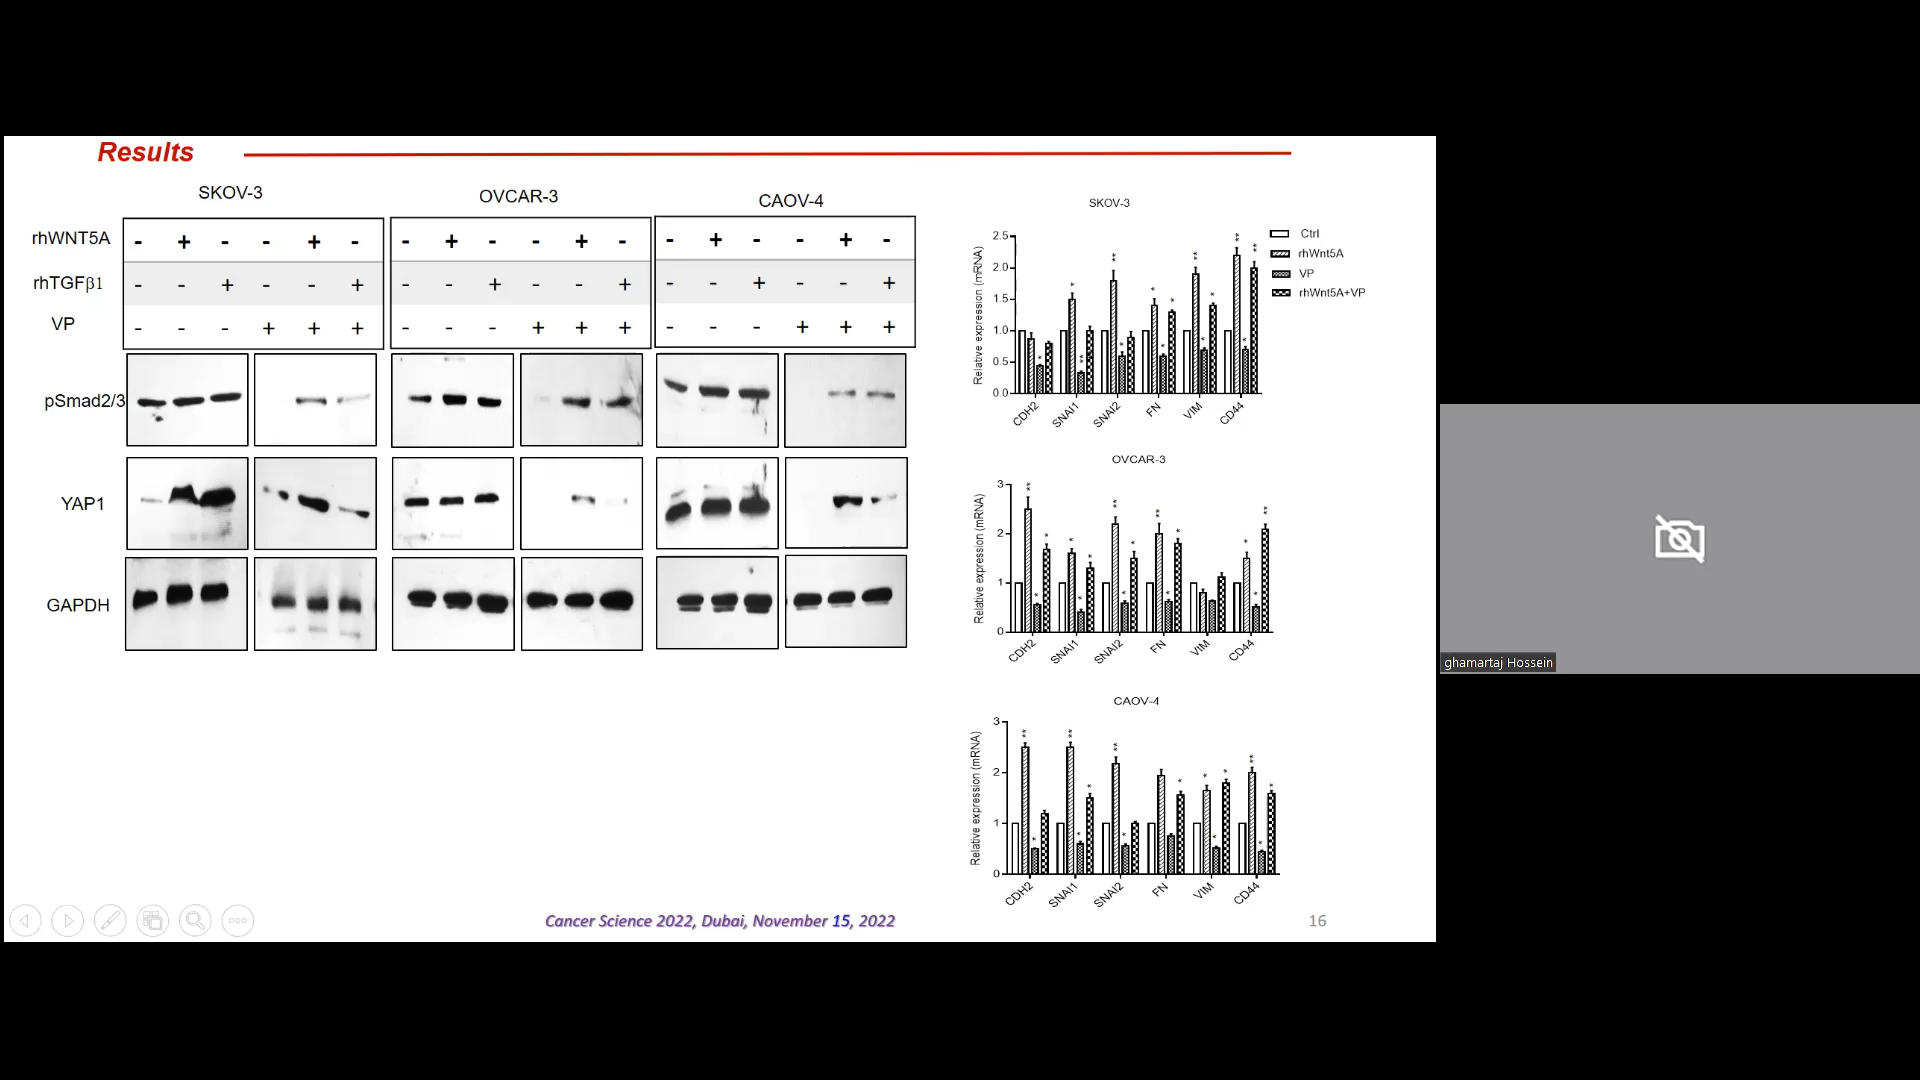 Results
SKOV-3
OVCAR-3
CAOV-4
rhWNT5A - + - - + - - + - - + - - + - - + -
rhTGFβ1 - - + - - + - - + - - + - - + - - +
VP - - - + + + - - - + + + - - - + + +
pSmad2/3
YAP1
GAPDH
SKOV-3
Relative expression (mRNA)
2.5
2.0
1.5
1.0
0.5
0.0
CDH2 SNAI1 SNAI2 FN VIM CD44
Ctrl
rhWnt5A
VP
rhWnt5A+VP
OVCAR-3
Relative expression (mRNA)
3
2
1
0
CDH2 SNAI1 SNAI2 FN VIM CD44
CAOV-4
Relative expression (mRNA)
3
2
1
0
CDH2 SNAI1 SNAI2 FN VIM CD44
Cancer Science 2022, Dubai, November 15, 2022
16
ghamartaj Hossein